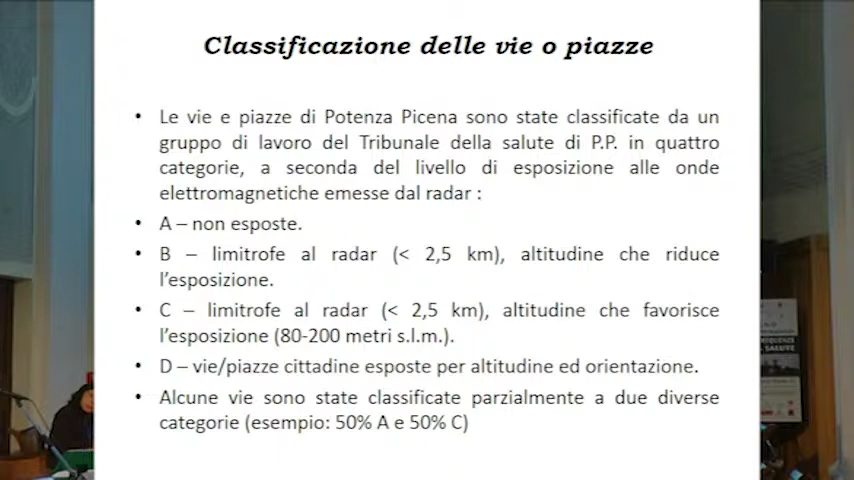 Classificazione delle vie o piazze
• Le vie e piazze di Potenza Picena sono state classificate da un
gruppo di lavoro del Tribunale della salute di P.P. in quattro
categorie, a seconda del livello di esposizione alle onde
elettromagnetiche emesse dal radar :
• A – non esposte.
• B – limitrofe al radar (< 2,5 km), altitudine che riduce
l'esposizione.
• C – limitrofe al radar (< 2,5 km), altitudine che favorisce
l'esposizione (80-200 metri s.l.m.).
• D – vie/piazze cittadine esposte per altitudine ed orientazione.
• Alcune vie sono state classificate parzialmente a due diverse
categorie (esempio: 50% A e 50% C)